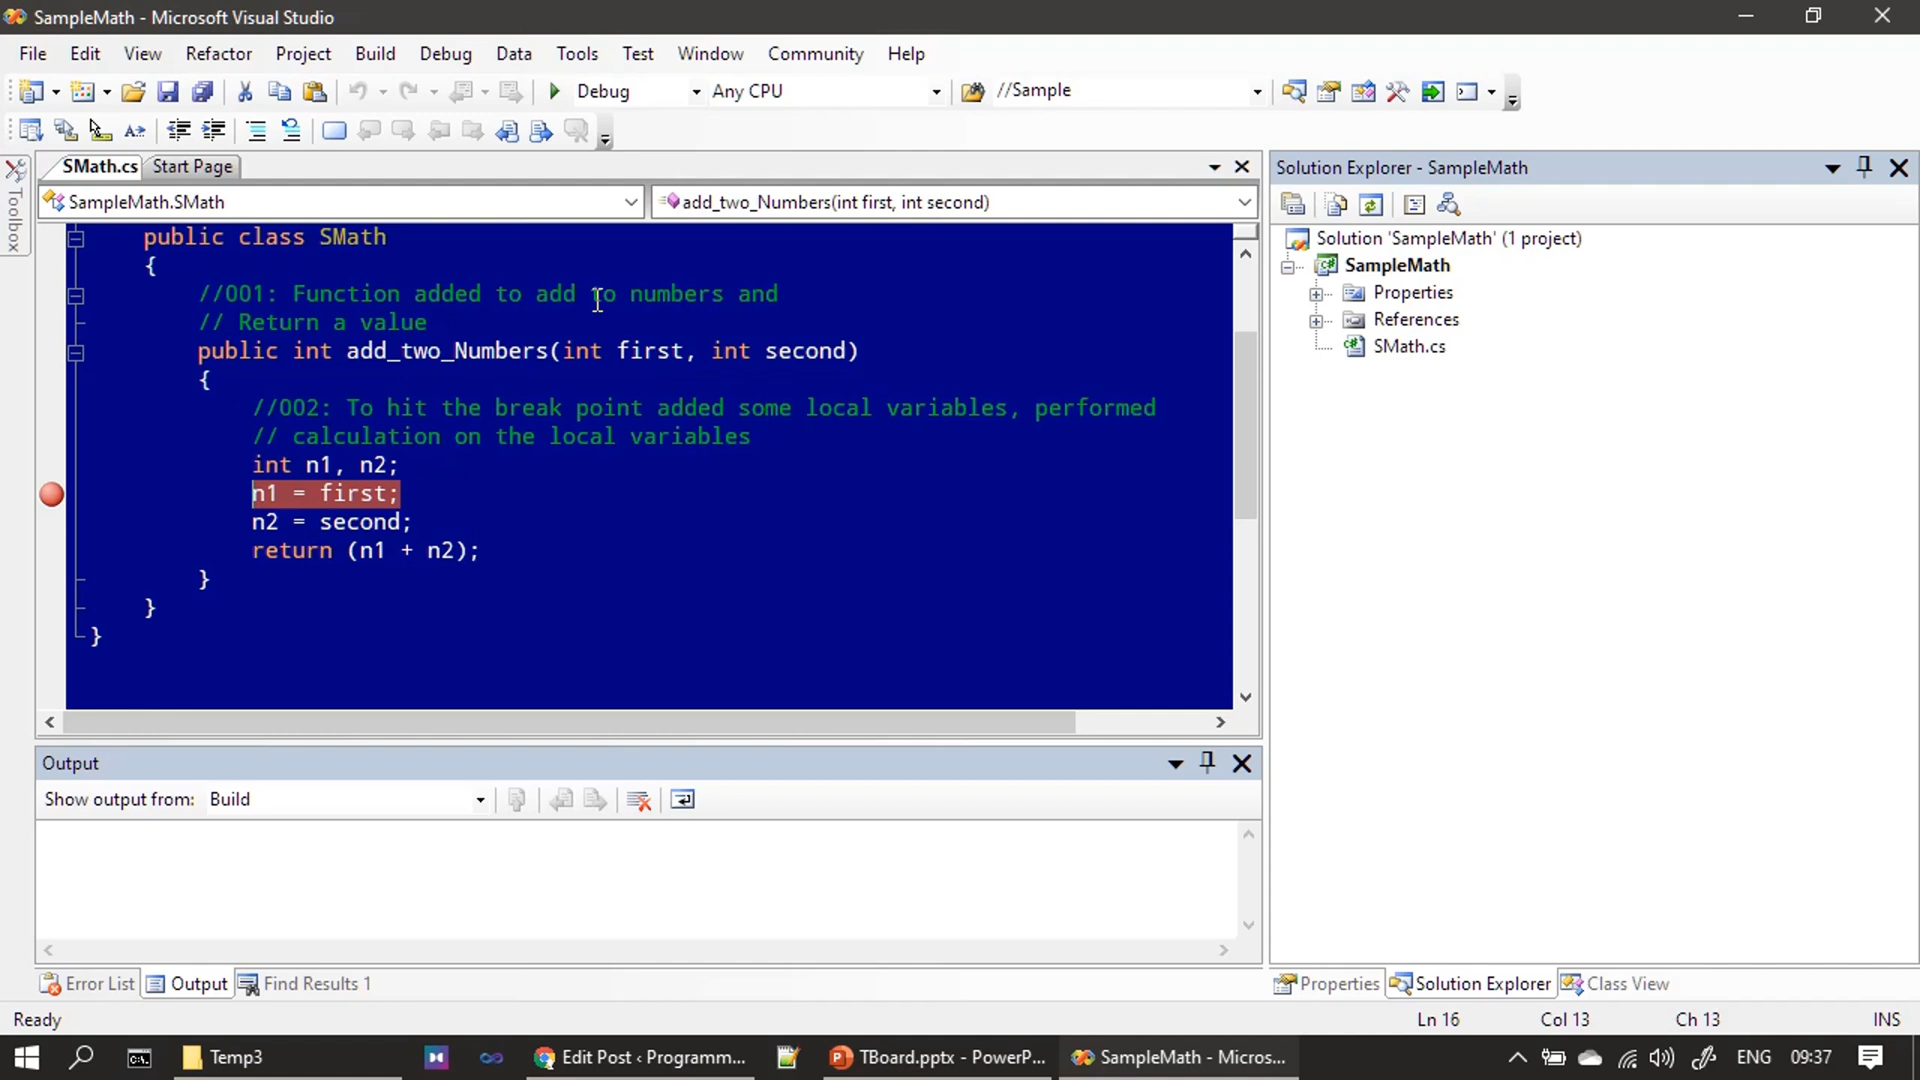 SampleMath - Microsoft Visual Studio
File Edit View Refactor Project Build Debug Data Tools Test Window Community Help
Debug Any CPU //Sample
SMath.cs Start Page
Toolbox
SampleMath.SMath add_two_Numbers(int first, int second)
public class SMath
{
//001: Function added to add to numbers and
// Return a value
public int add_two_Numbers(int first, int second)
{
//002: To hit the break point added some local variables, performed
// calculation on the local variables
int n1, n2;
n1 = first;
n2 = second;
return (n1 + n2);
}
}
}
Output
Show output from: Build
Error List Output Find Results 1
Solution Explorer - SampleMath
Solution 'SampleMath' (1 project)
SampleMath
Properties
References
SMath.cs
Properties Solution Explorer Class View
Ready Ln 16 Col 13 Ch 13 INS
Temp3 Edit Post ‹ Programm... TBoard.pptx - PowerP... SampleMath - Micros... ENG 09:37